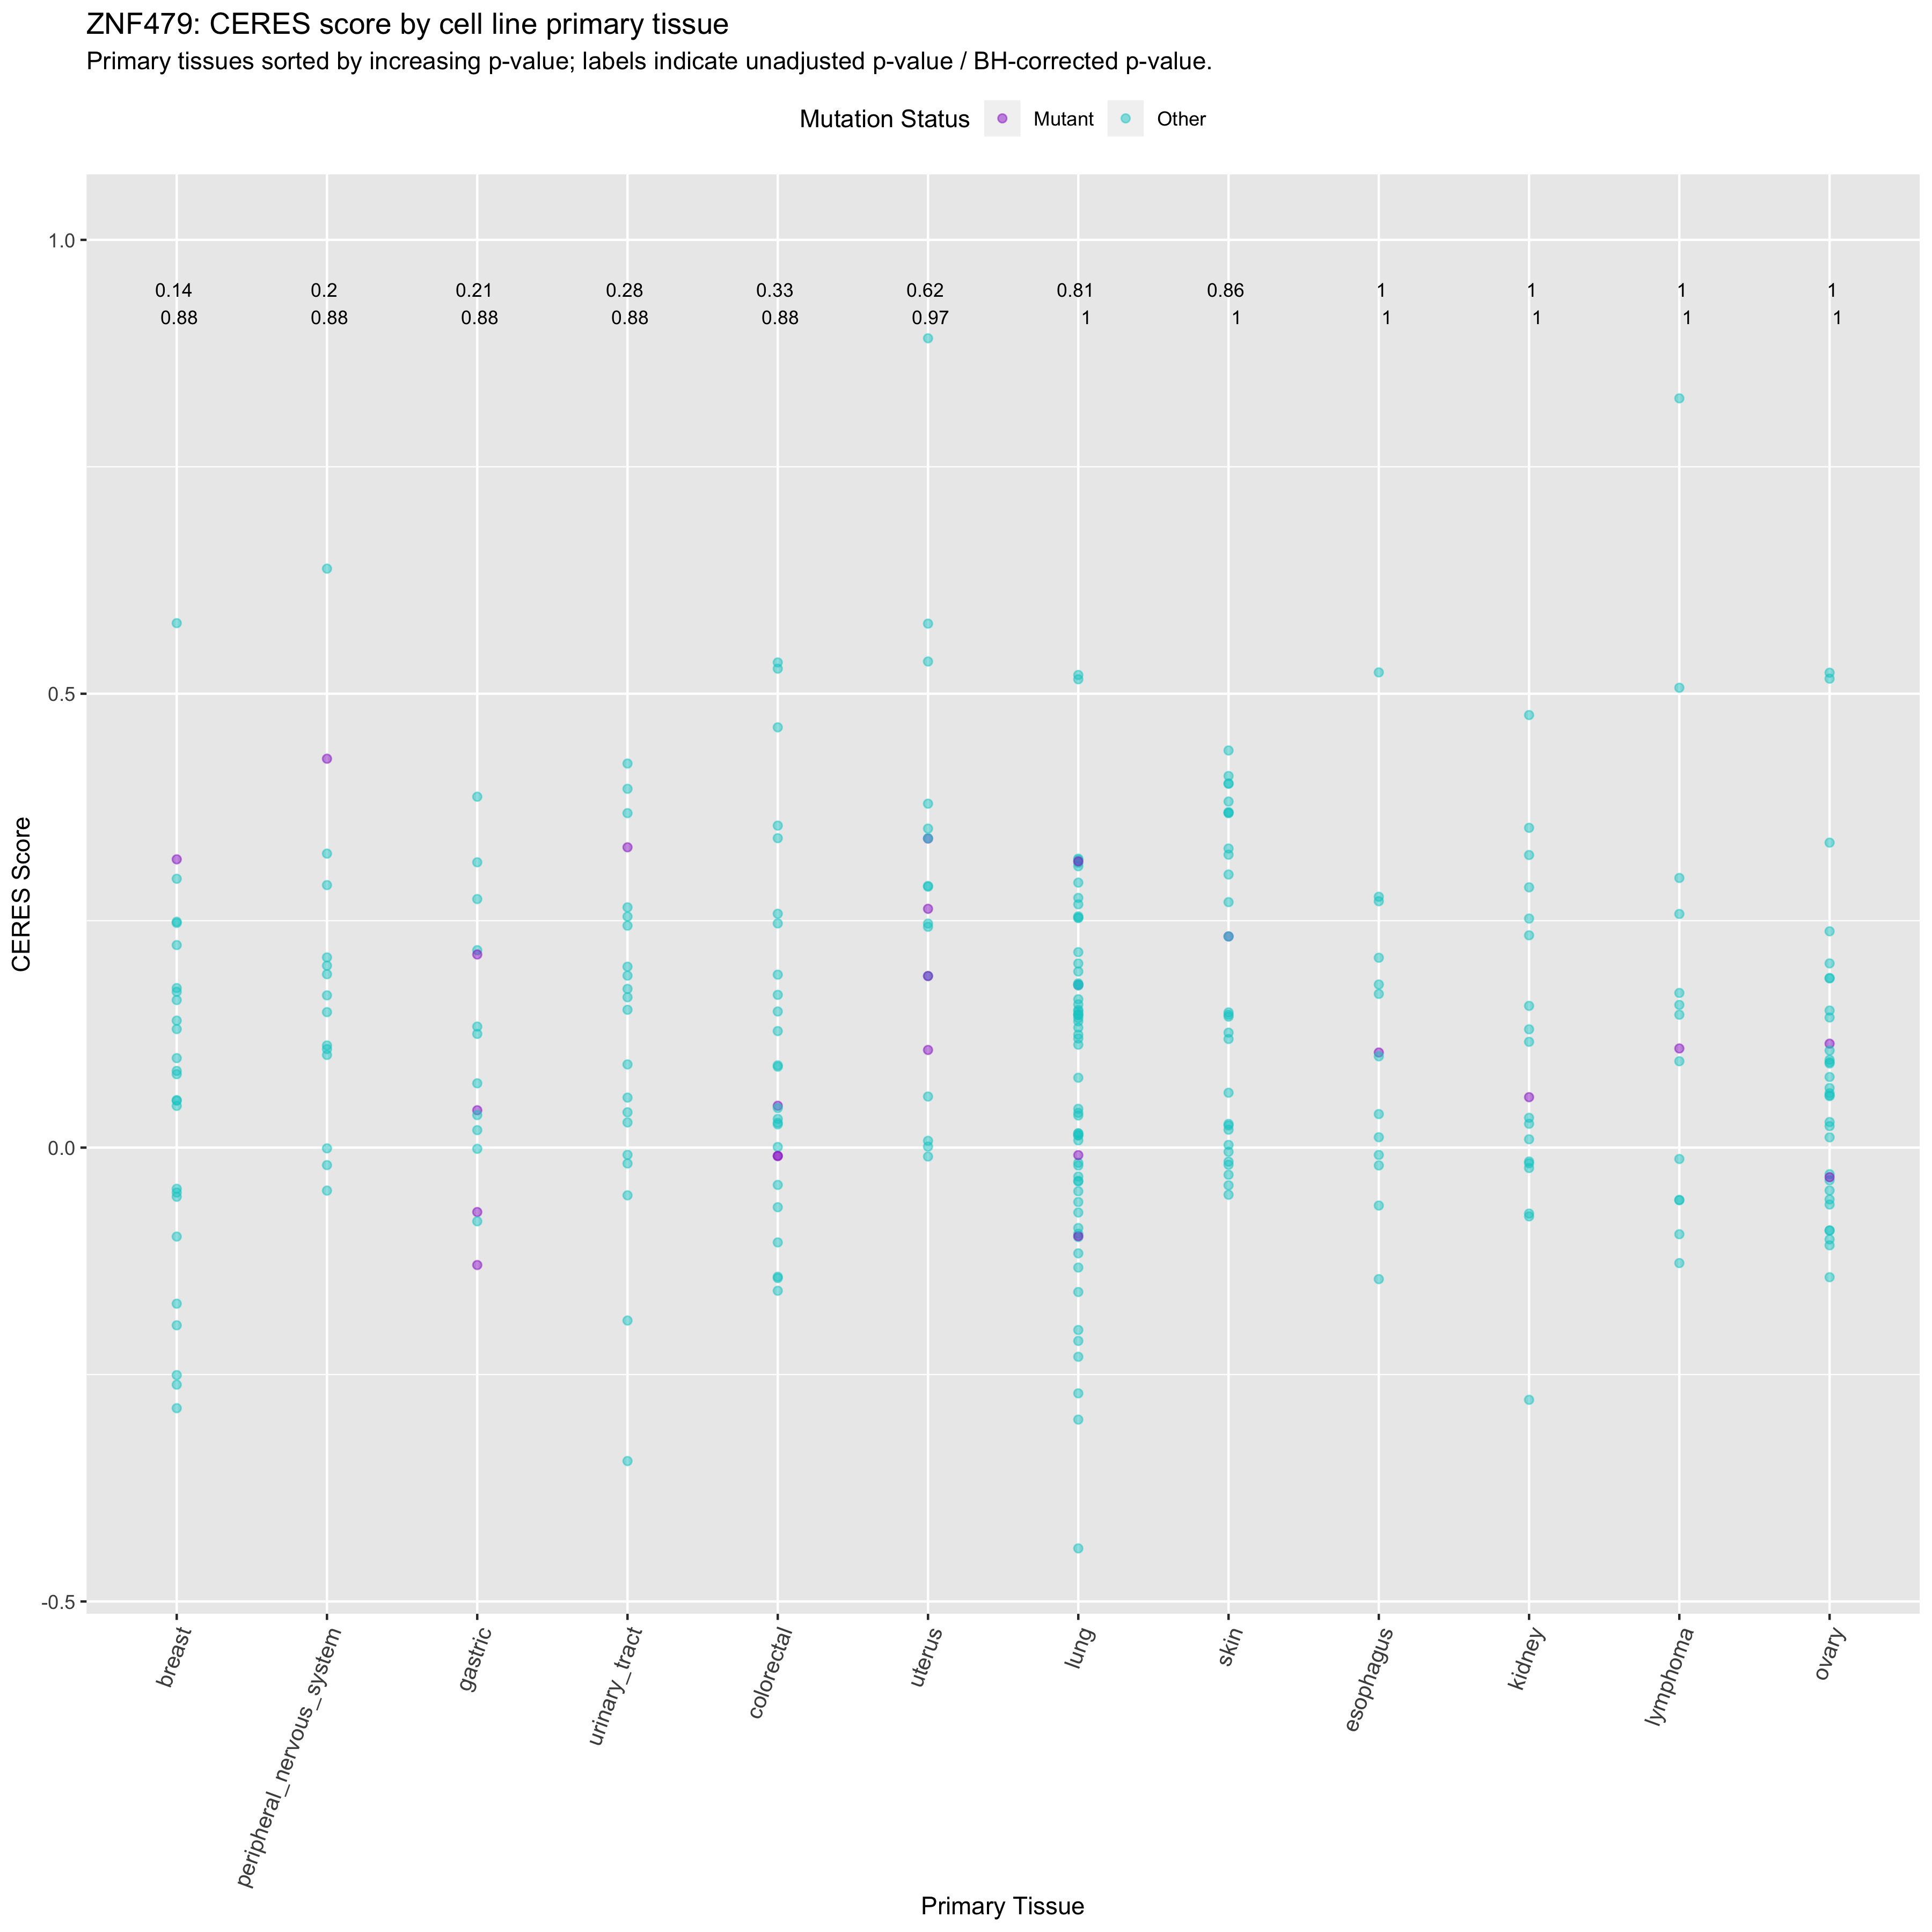 ZNF479: CERES score by cell line primary tissue
Primary tissues sorted by increasing p-value; labels indicate unadjusted p-value / BH-corrected p-value.
Mutation Status Mutant Other
1.0
0.14 0.2 0.21 0.28 0.33 0.62 0.81 0.86 1 1 1 1
0.88 0.88 0.88 0.88 0.88 0.97 1 1 1 1 1 1
0.5
CERES Score
0.0
-0.5
breast peripheral_nervous_system gastric urinary_tract colorectal uterus lung skin esophagus kidney lymphoma ovary
Primary Tissue